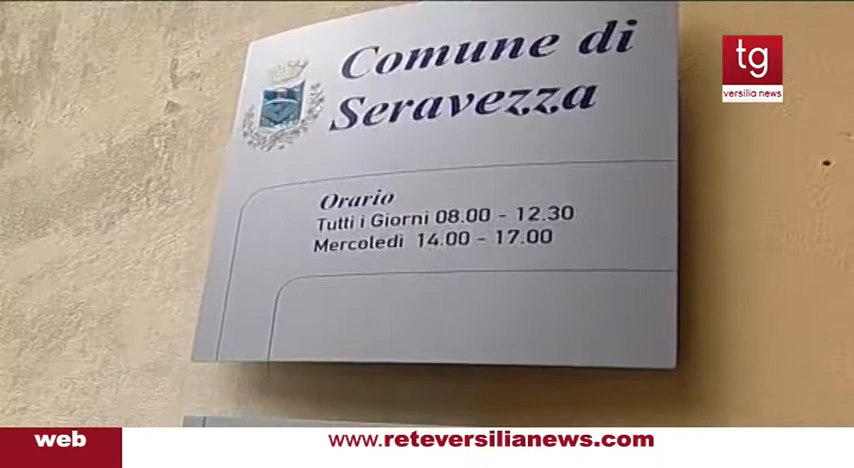 Comune di
Seravezza
tg
versilia news
Orario
Tutti i Giorni 08.00 - 12.30
Mercoledì 14.00 - 17.00
web
www.reteversilianews.com